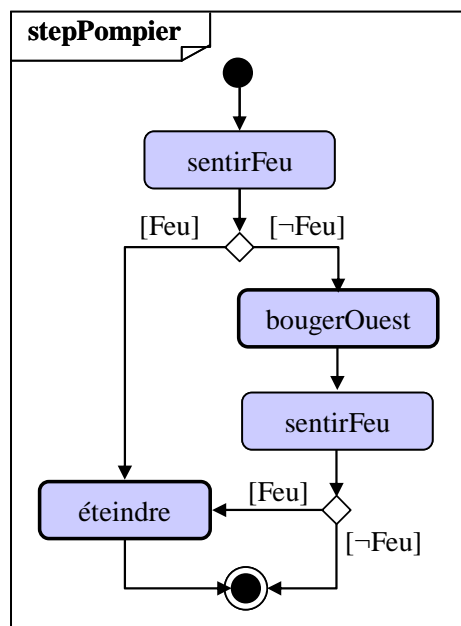 stepPompier
sentirFeu
[Feu]
[¬Feu]
bougerOuest
sentirFeu
[Feu]
éteindre
[¬Feu]